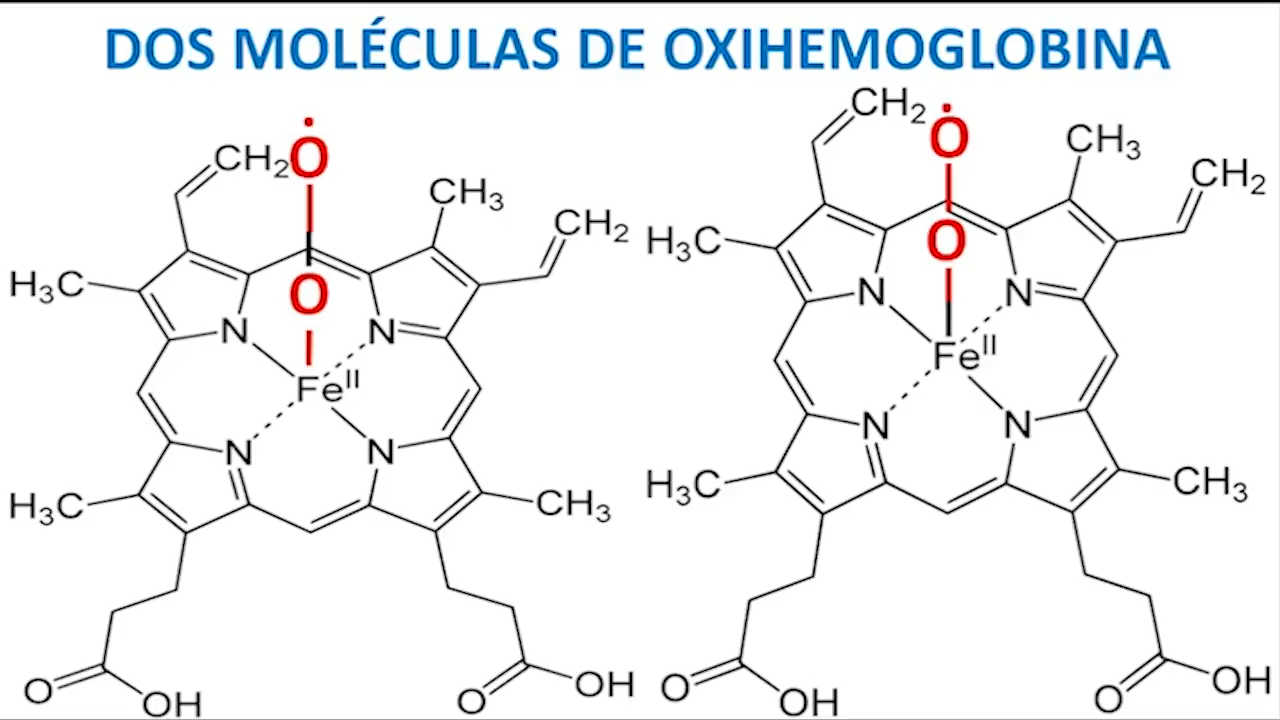 DOS MOLÉCULAS DE OXIHEMOGLOBINA
CH₂
O
CH₃
CH₂
H₃C
O
N
N
Fe^II
N
N
H₃C
CH₃
O
OH
O
OH
CH₂
O
CH₃
CH₂
H₃C
O
N
N
Fe^II
N
N
H₃C
CH₃
O
OH
O
OH